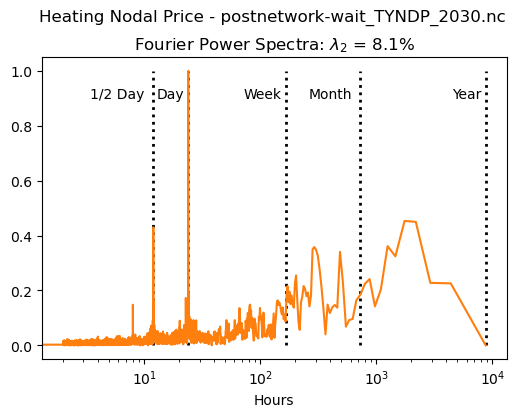 Heating Nodal Price - postnetwork-wait_TYNDP_2030.nc
Fourier Power Spectra: λ₂ = 8.1%
1.0
0.8
0.6
0.4
0.2
0.0
1/2 Day
Day
Week
Month
Year
10¹
10²
10³
10⁴
Hours